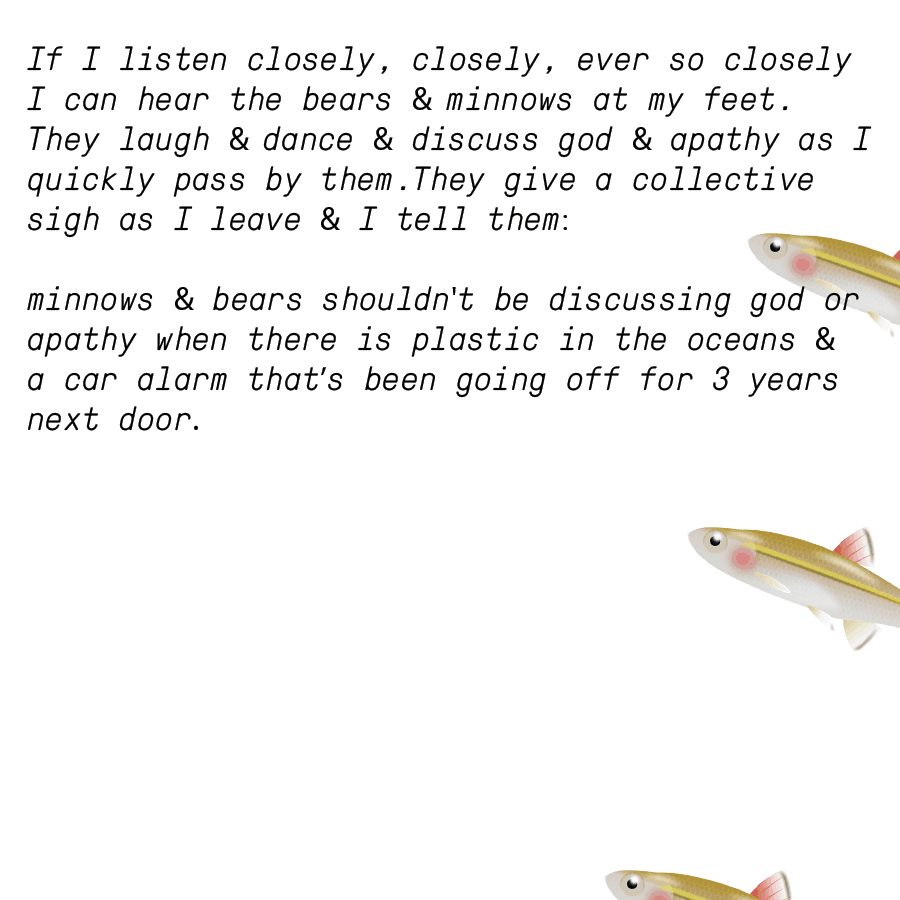 If I listen closely, closely, ever so closely
I can hear the bears & minnows at my feet.
They laugh & dance & discuss god & apathy as I
quickly pass by them.They give a collective
sigh as I leave & I tell them:
minnows & bears shouldn't be discussing god or
apathy when there is plastic in the oceans &
a car alarm that's been going off for 3 years
next door.